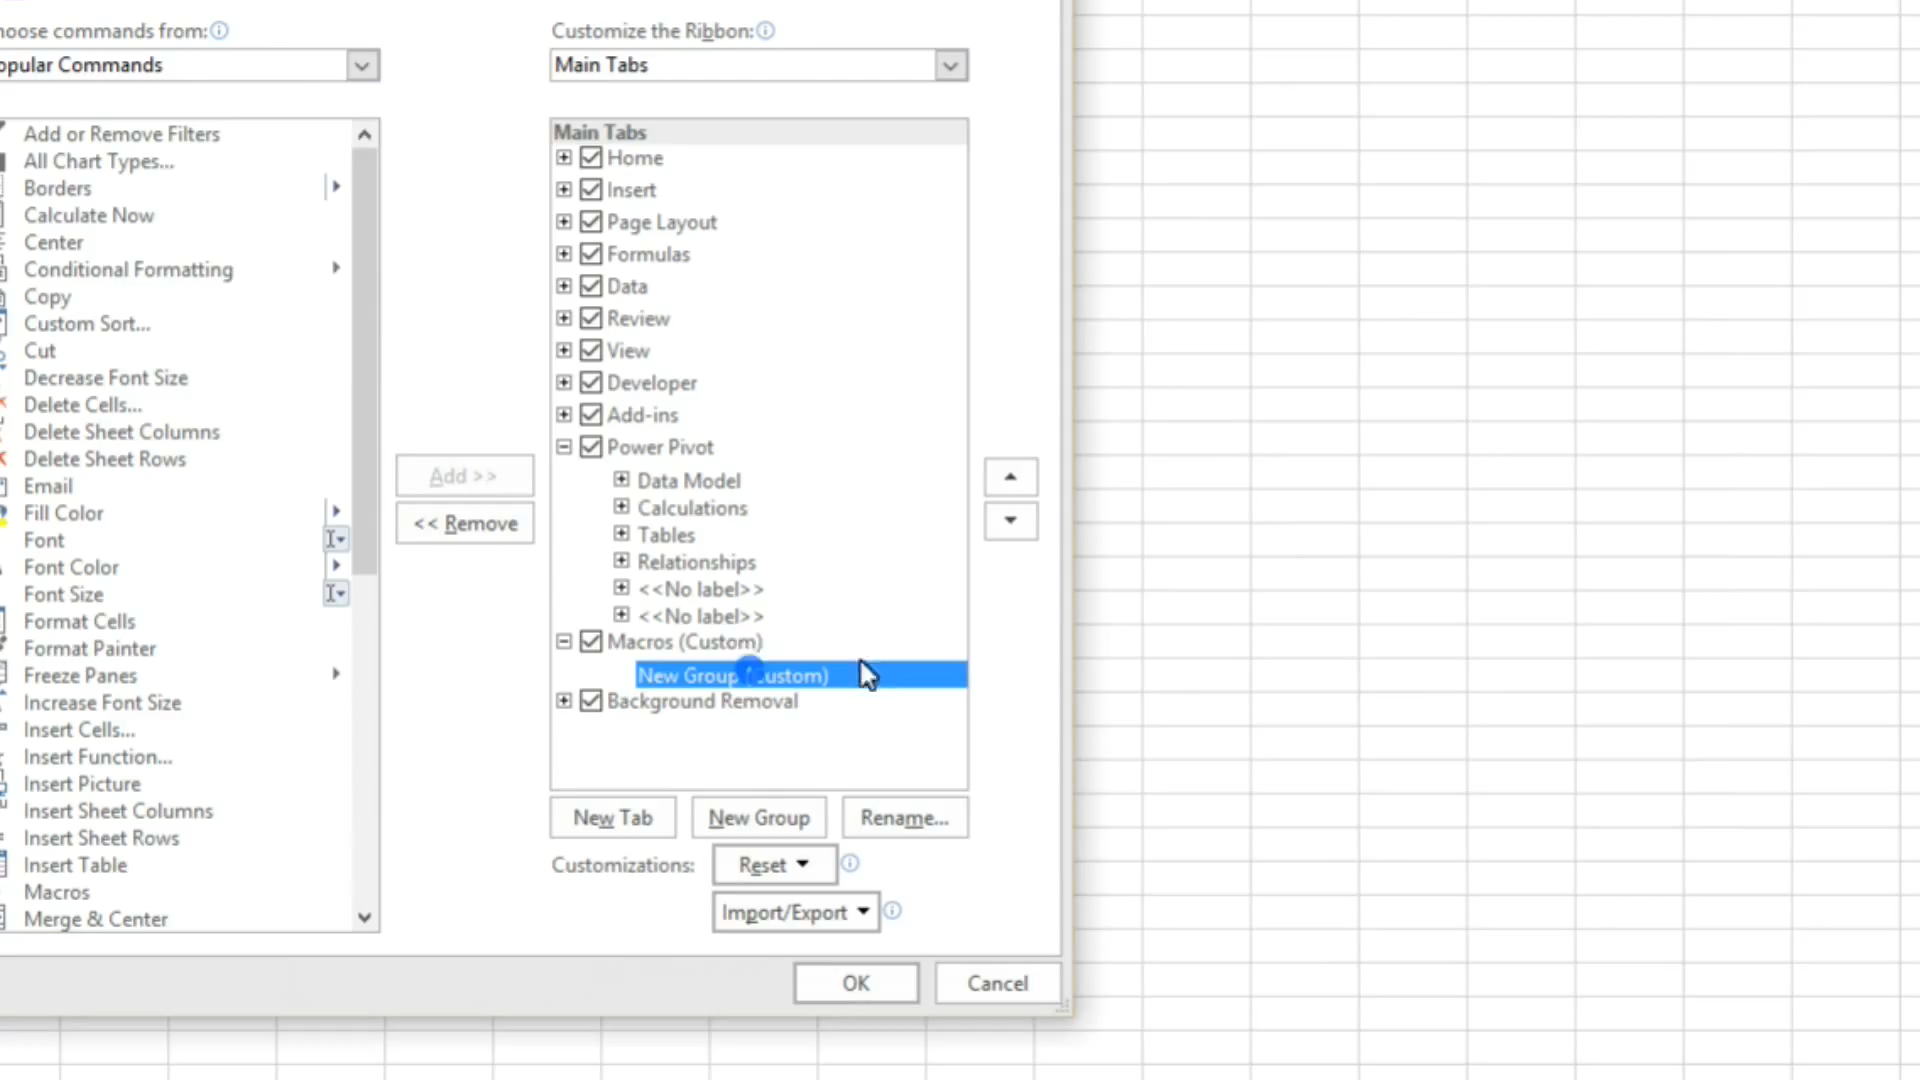 hoose commands from:
opular Commands
Add or Remove Filters
All Chart Types...
Borders
Calculate Now
Center
Conditional Formatting
Copy
Custom Sort...
Cut
Decrease Font Size
Delete Cells...
Delete Sheet Columns
Delete Sheet Rows
Email
Fill Color
Font
Font Color
Font Size
Format Cells
Format Painter
Freeze Panes
Increase Font Size
Insert Cells...
Insert Function...
Insert Picture
Insert Sheet Columns
Insert Sheet Rows
Insert Table
Macros
Merge & Center
Add >>
<< Remove
Customize the Ribbon:
Main Tabs
Main Tabs
Home
Insert
Page Layout
Formulas
Data
Review
View
Developer
Add-ins
Power Pivot
Data Model
Calculations
Tables
Relationships
<<No label>>
<<No label>>
Macros (Custom)
New Group (Custom)
Background Removal
New Tab
New Group
Rename...
Customizations:
Reset
Import/Export
OK
Cancel